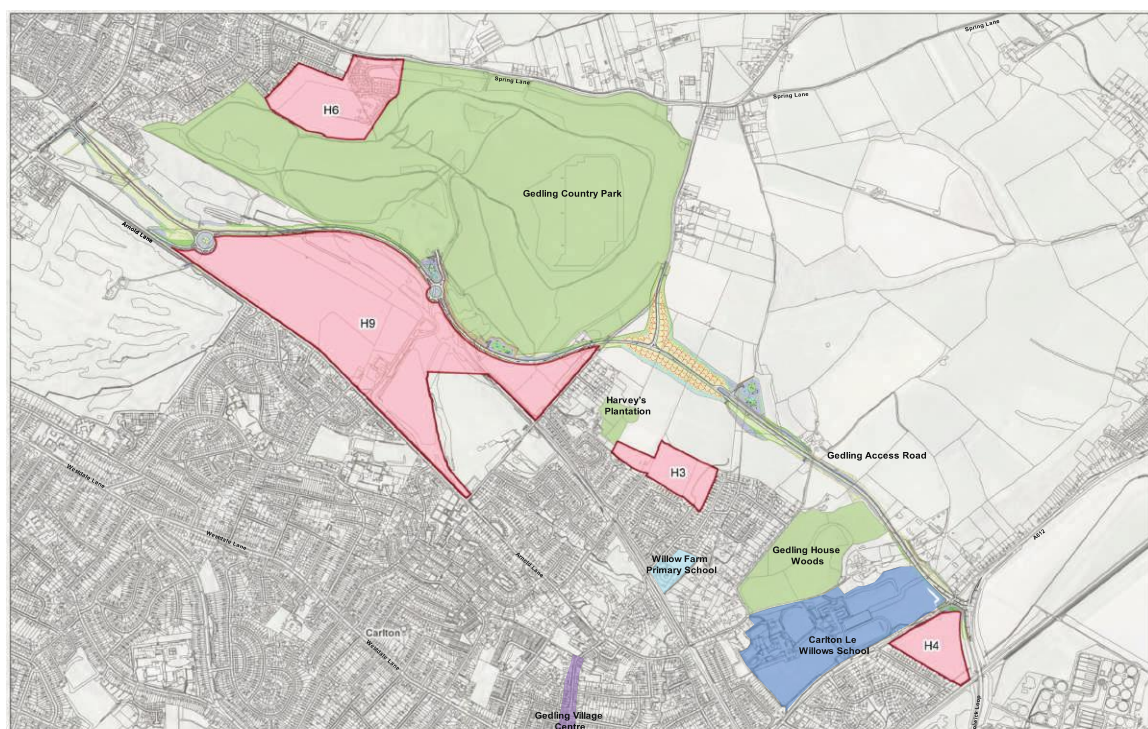 Spring Lane
Spring Lane
Spring Lane
H6
Gedling Country Park
Arnold Lane
H9
Harvey's
Plantation
Gedling Access Road
H3
Westdale Lane
Westdale Lane
A612
Arnold Lane
Willow Farm
Primary School
Gedling House
Woods
Carlton
Westdale Lane
Carlton Le
Willows School
H4
Gedling Village
Centre